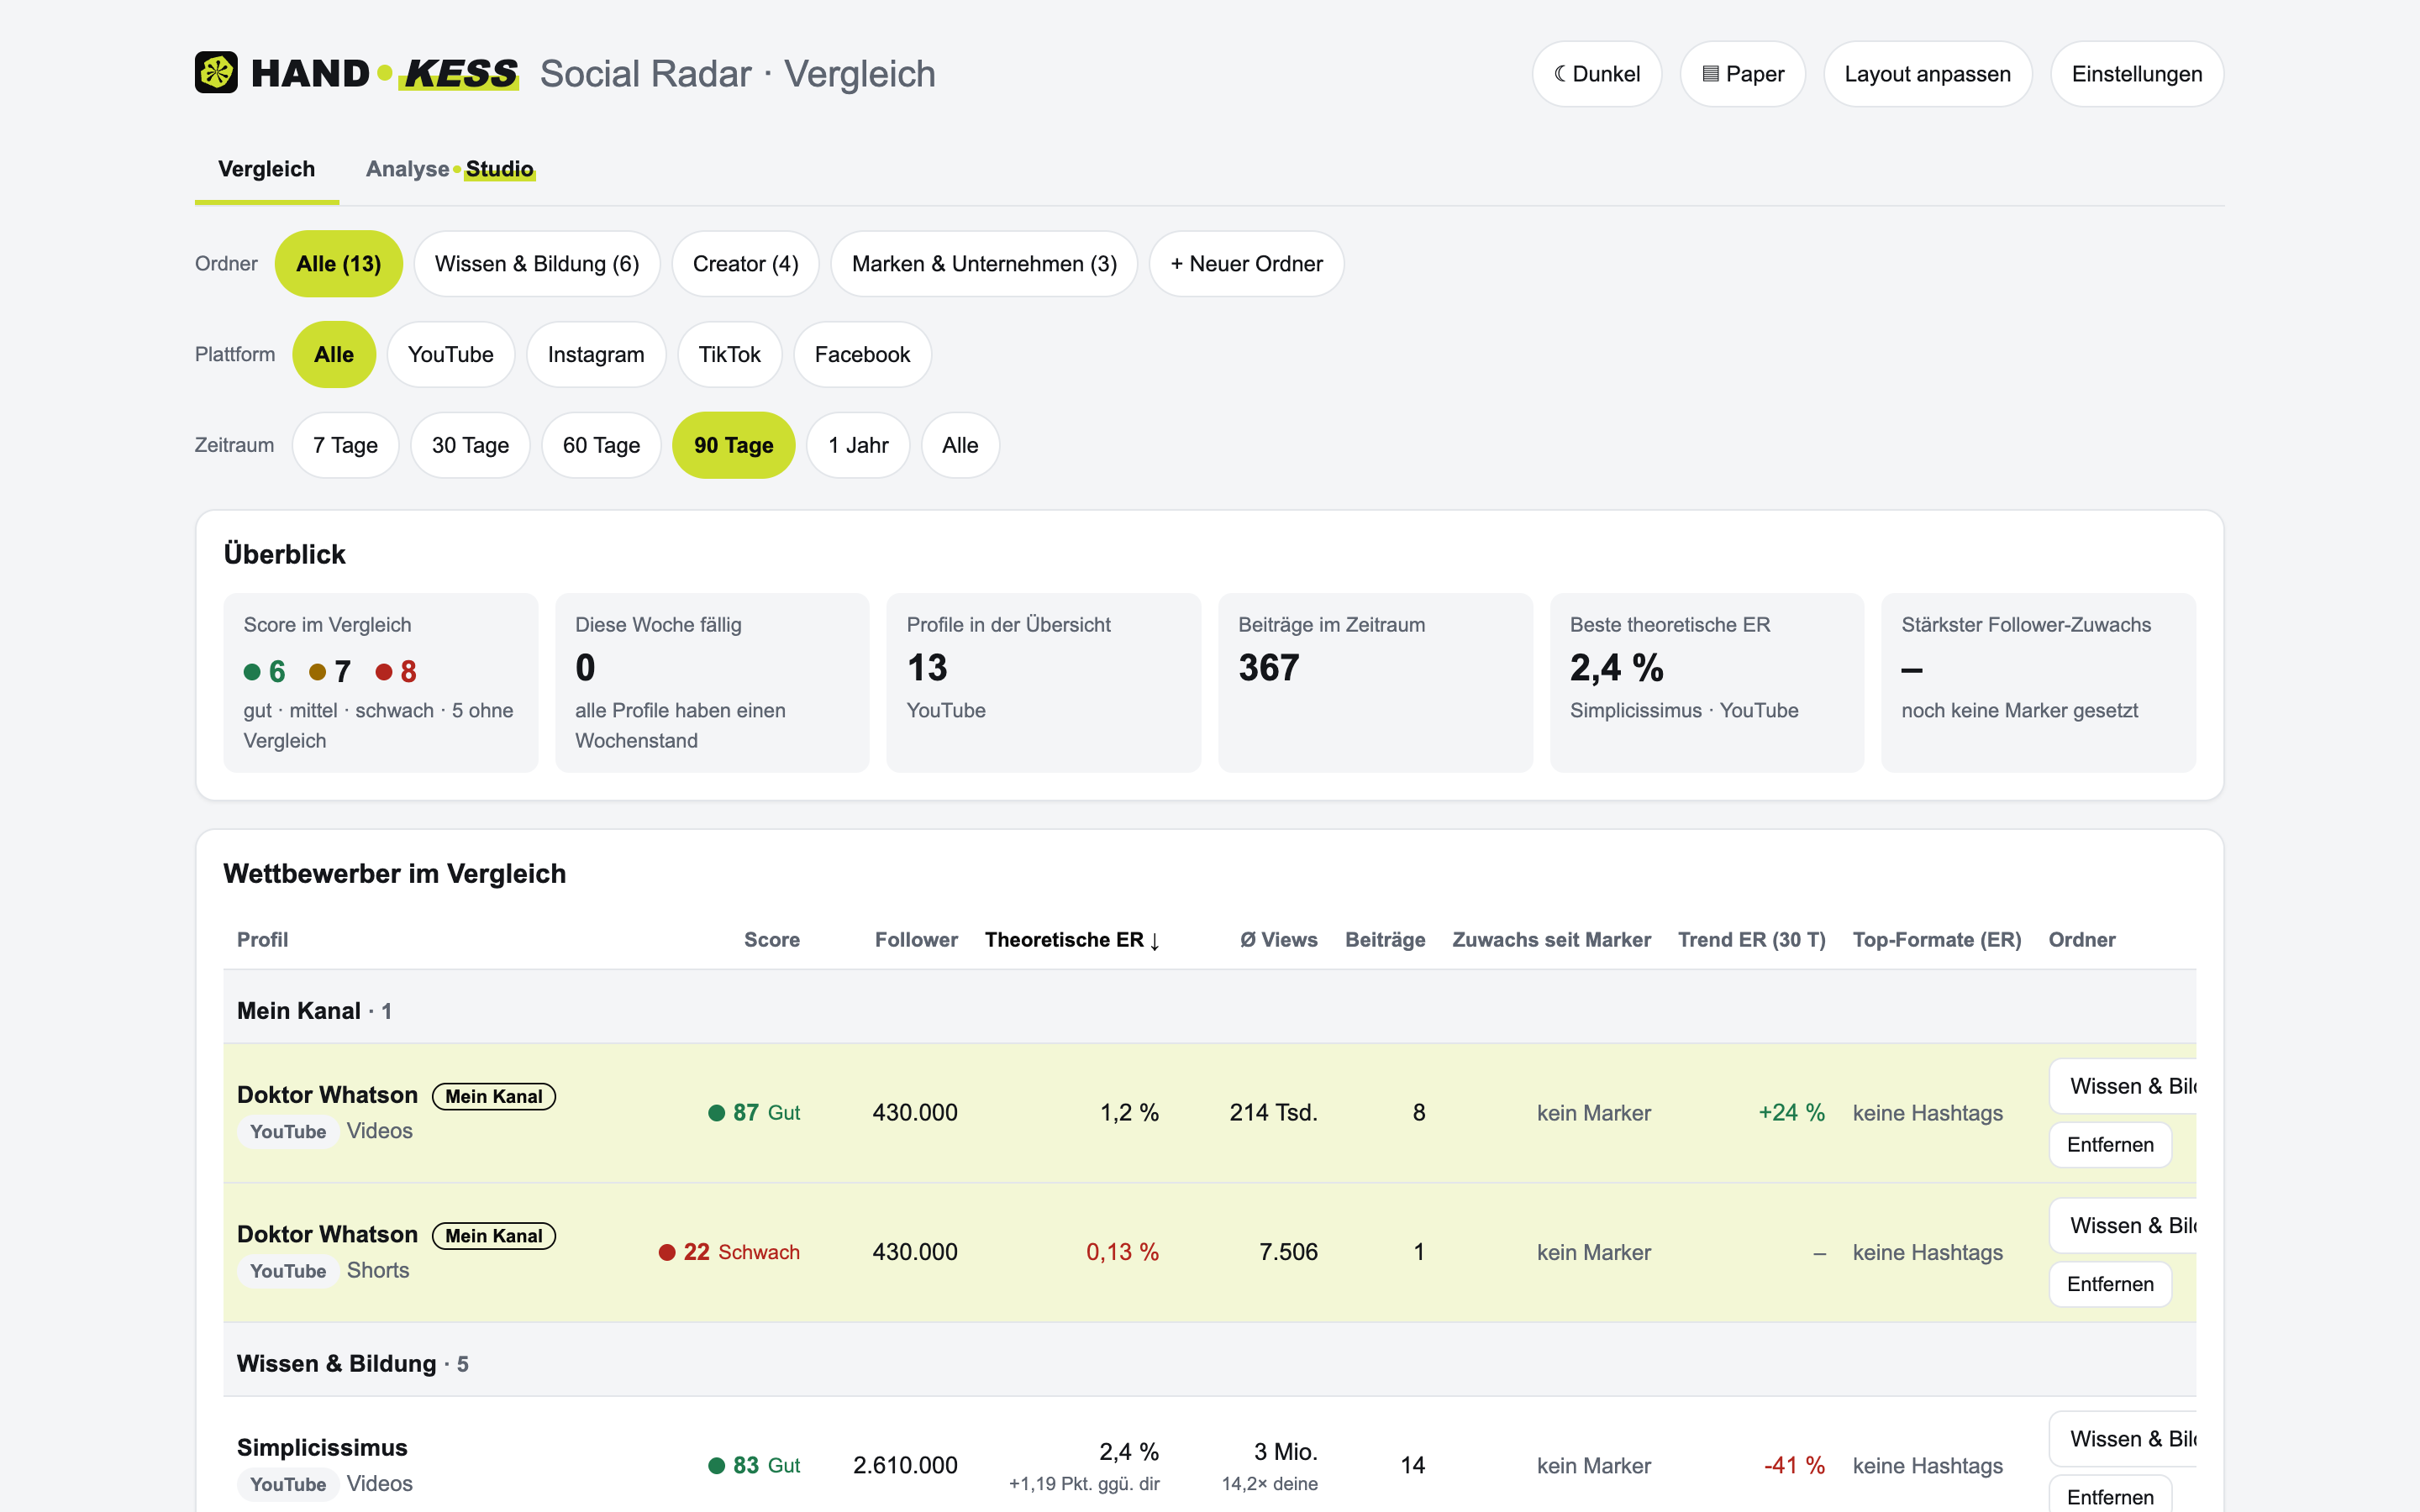 HAND•KESS Social Radar · Vergleich
☾ Dunkel
▤ Paper
Layout anpassen
Einstellungen
Vergleich
Analyse•Studio
Ordner
Alle (13)
Wissen & Bildung (6)
Creator (4)
Marken & Unternehmen (3)
+ Neuer Ordner
Plattform
Alle
YouTube
Instagram
TikTok
Facebook
Zeitraum
7 Tage
30 Tage
60 Tage
90 Tage
1 Jahr
Alle
Überblick
Score im Vergleich
6 7 8
gut · mittel · schwach · 5 ohne
Vergleich
Diese Woche fällig
0
alle Profile haben einen
Wochenstand
Profile in der Übersicht
13
YouTube
Beiträge im Zeitraum
367
Beste theoretische ER
2,4 %
Simplicissimus · YouTube
Stärkster Follower-Zuwachs
–
noch keine Marker gesetzt
Wettbewerber im Vergleich
Profil Score Follower Theoretische ER ↓ Ø Views Beiträge Zuwachs seit Marker Trend ER (30 T) Top-Formate (ER) Ordner
Mein Kanal · 1
Doktor Whatson Mein Kanal
YouTube Videos
87 Gut 430.000 1,2 % 214 Tsd. 8 kein Marker +24 % keine Hashtags
Wissen & Bil
Entfernen
Doktor Whatson Mein Kanal
YouTube Shorts
22 Schwach 430.000 0,13 % 7.506 1 kein Marker – keine Hashtags
Wissen & Bil
Entfernen
Wissen & Bildung · 5
Simplicissimus
YouTube Videos
83 Gut 2.610.000 2,4 % 3 Mio. 14 kein Marker -41 % keine Hashtags
+1,19 Pkt. ggü. dir 14,2× deine
Wissen & Bil
Entfernen